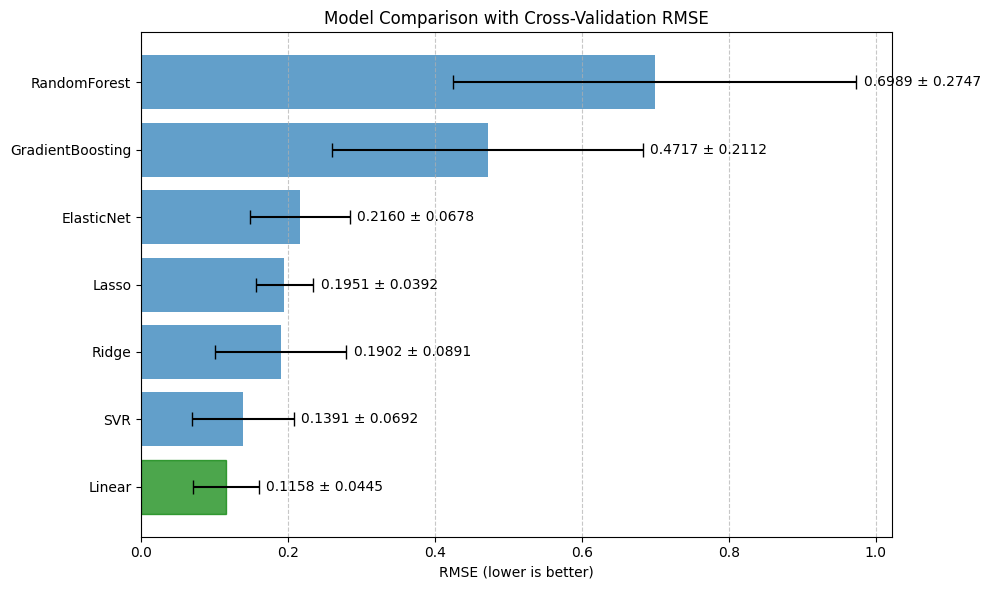 Model Comparison with Cross-Validation RMSE
RandomForest
0.6989 ± 0.2747
GradientBoosting
0.4717 ± 0.2112
ElasticNet
0.2160 ± 0.0678
Lasso
0.1951 ± 0.0392
Ridge
0.1902 ± 0.0891
SVR
0.1391 ± 0.0692
Linear
0.1158 ± 0.0445
0.0 0.2 0.4 0.6 0.8 1.0
RMSE (lower is better)